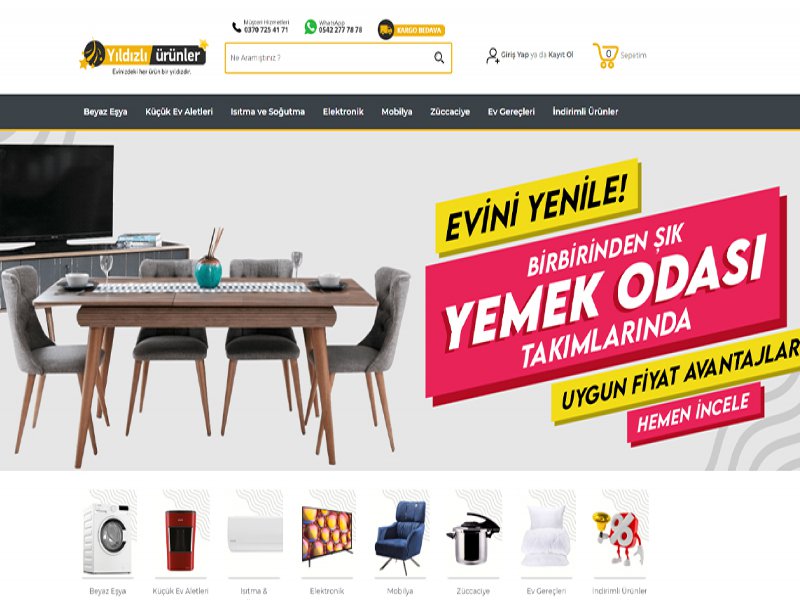 Müşteri Hizmetleri
0370 725 41 71
WhatsApp
0542 277 78 78
KARGO BEDAVA
Yıldızlı ürünler
Evinizdeki her ürün bir yıldızdır.
Ne Aramıştınız ?
Giriş Yap ya da Kayıt Ol
0
Sepetim
Beyaz Eşya
Küçük Ev Aletleri
Isıtma ve Soğutma
Elektronik
Mobilya
Züccaciye
Ev Gereçleri
İndirimli Ürünler
EVİNİ YENİLE!
BİRBİRİNDEN ŞIK
YEMEK ODASI
TAKIMLARINDA
UYGUN FİYAT AVANTAJLAR
HEMEN İNCELE
Beyaz Eşya
Küçük Ev Aletleri
Isıtma &
Elektronik
Mobilya
Züccaciye
Ev Gereçleri
İndirimli Ürünler